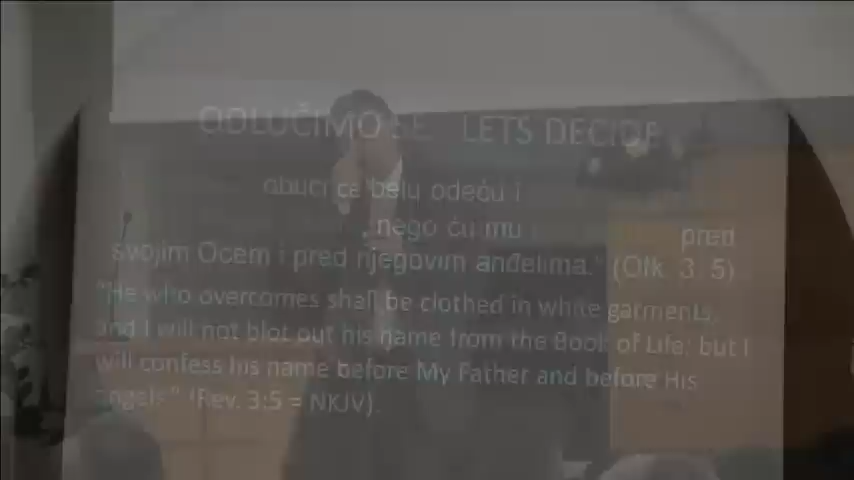 ODLUČIMO SE LETS DECIDE
obući će belu odeću i
, nego ću mu pred
svojim Ocem i pred njegovim anđelima." (Otk. 3:5)
"He who overcomes shall be clothed in white garments,
and I will not blot out his name from the Book of Life; but I
will confess his name before My Father and before His
angels" (Rev. 3:5 = NKJV).